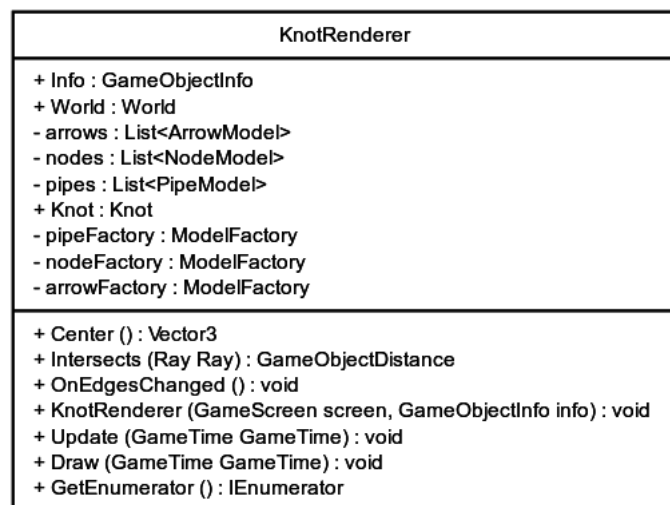 KnotRenderer
+ Info : GameObjectInfo
+ World : World
- arrows : List<ArrowModel>
- nodes : List<NodeModel>
- pipes : List<PipeModel>
+ Knot : Knot
- pipeFactory : ModelFactory
- nodeFactory : ModelFactory
- arrowFactory : ModelFactory
+ Center () : Vector3
+ Intersects (Ray Ray) : GameObjectDistance
+ OnEdgesChanged () : void
+ KnotRenderer (GameScreen screen, GameObjectInfo info) : void
+ Update (GameTime GameTime) : void
+ Draw (GameTime GameTime) : void
+ GetEnumerator () : IEnumerator